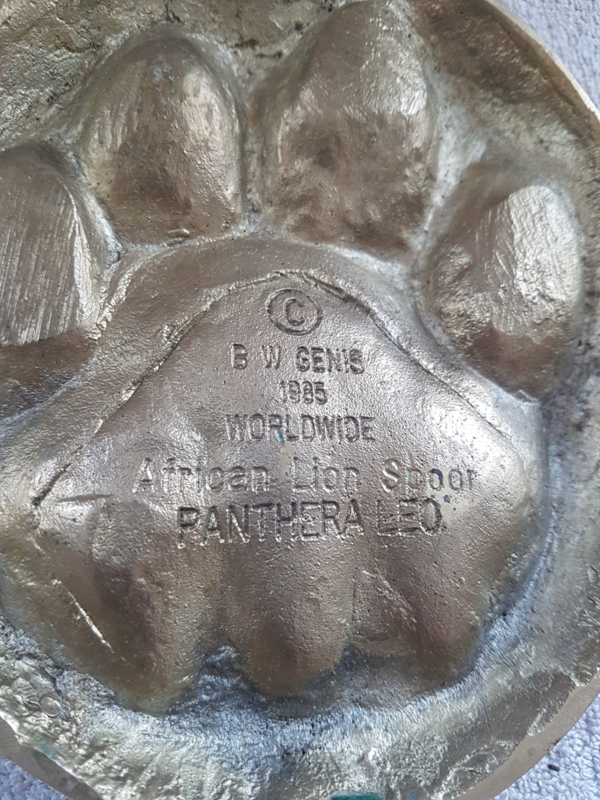 ©
B W GENIS
1985
WORLDWIDE
African Lion Spoor
PANTHERA LEO.